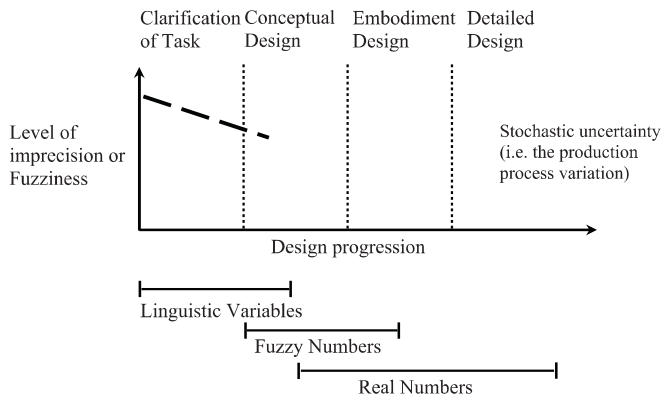 Clarification of Task
Conceptual Design
Embodiment Design
Detailed Design
Level of
imprecision or
Fuzziness
Stochastic uncertainty
(i.e. the production
process variation)
Design progression
Linguistic Variables
Fuzzy Numbers
Real Numbers